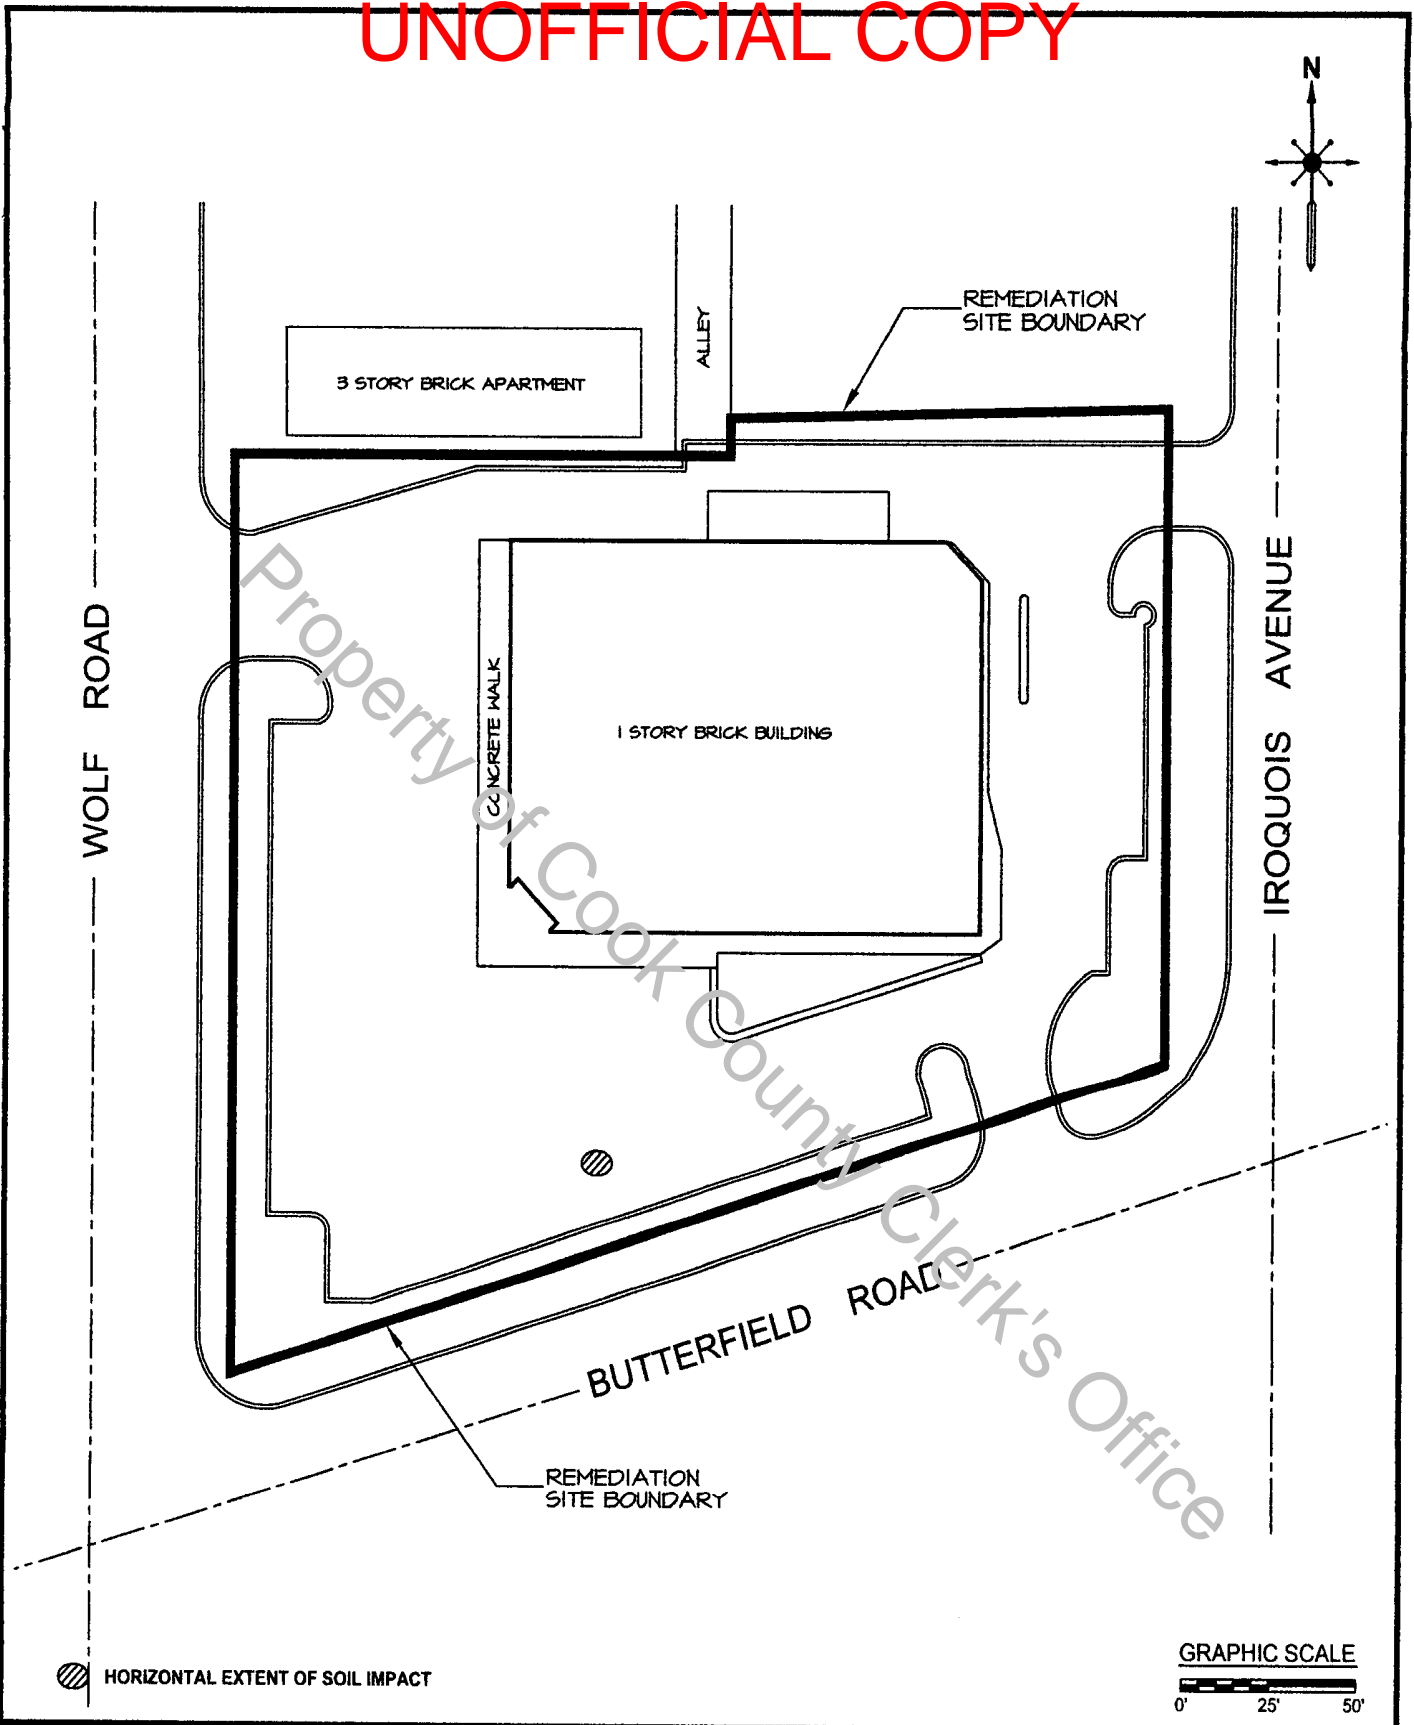 UNOFFICIAL COPY
N
REMEDIATION
SITE BOUNDARY
ALLEY
3 STORY BRICK APARTMENT
WOLF ROAD
CONCRETE WALK
1 STORY BRICK BUILDING
IROQUOIS AVENUE
Property of Cook County Clerk's Office
BUTTERFIELD ROAD
REMEDIATION
SITE BOUNDARY
HORIZONTAL EXTENT OF SOIL IMPACT
GRAPHIC SCALE
0' 25' 50'